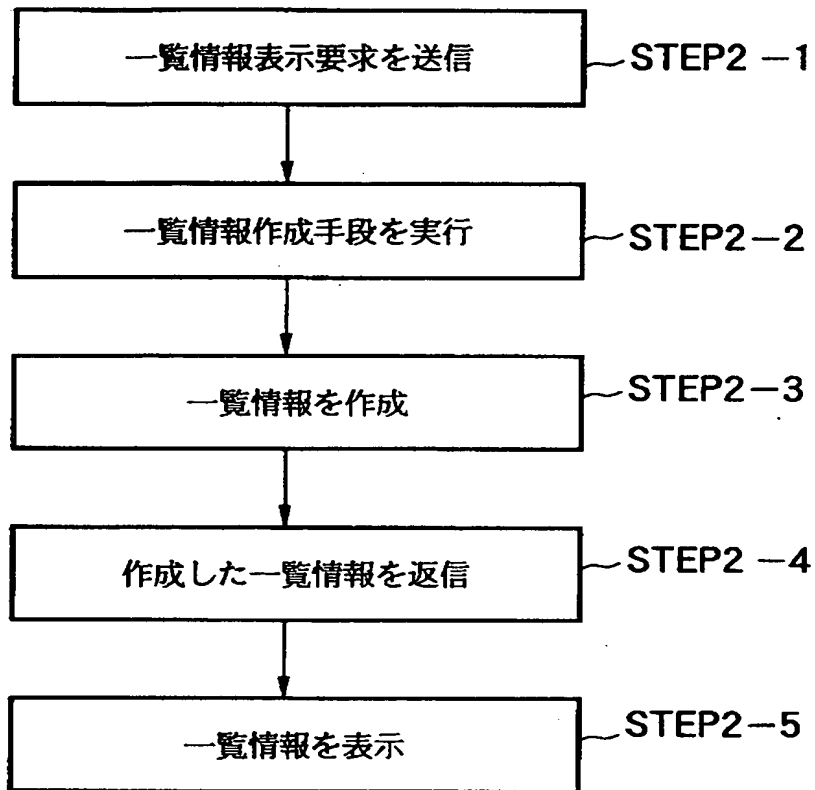 一覧情報表示要求を送信
STEP2-1
一覧情報作成手段を実行
STEP2-2
一覧情報を作成
STEP2-3
作成した一覧情報を返信
STEP2-4
一覧情報を表示
STEP2-5